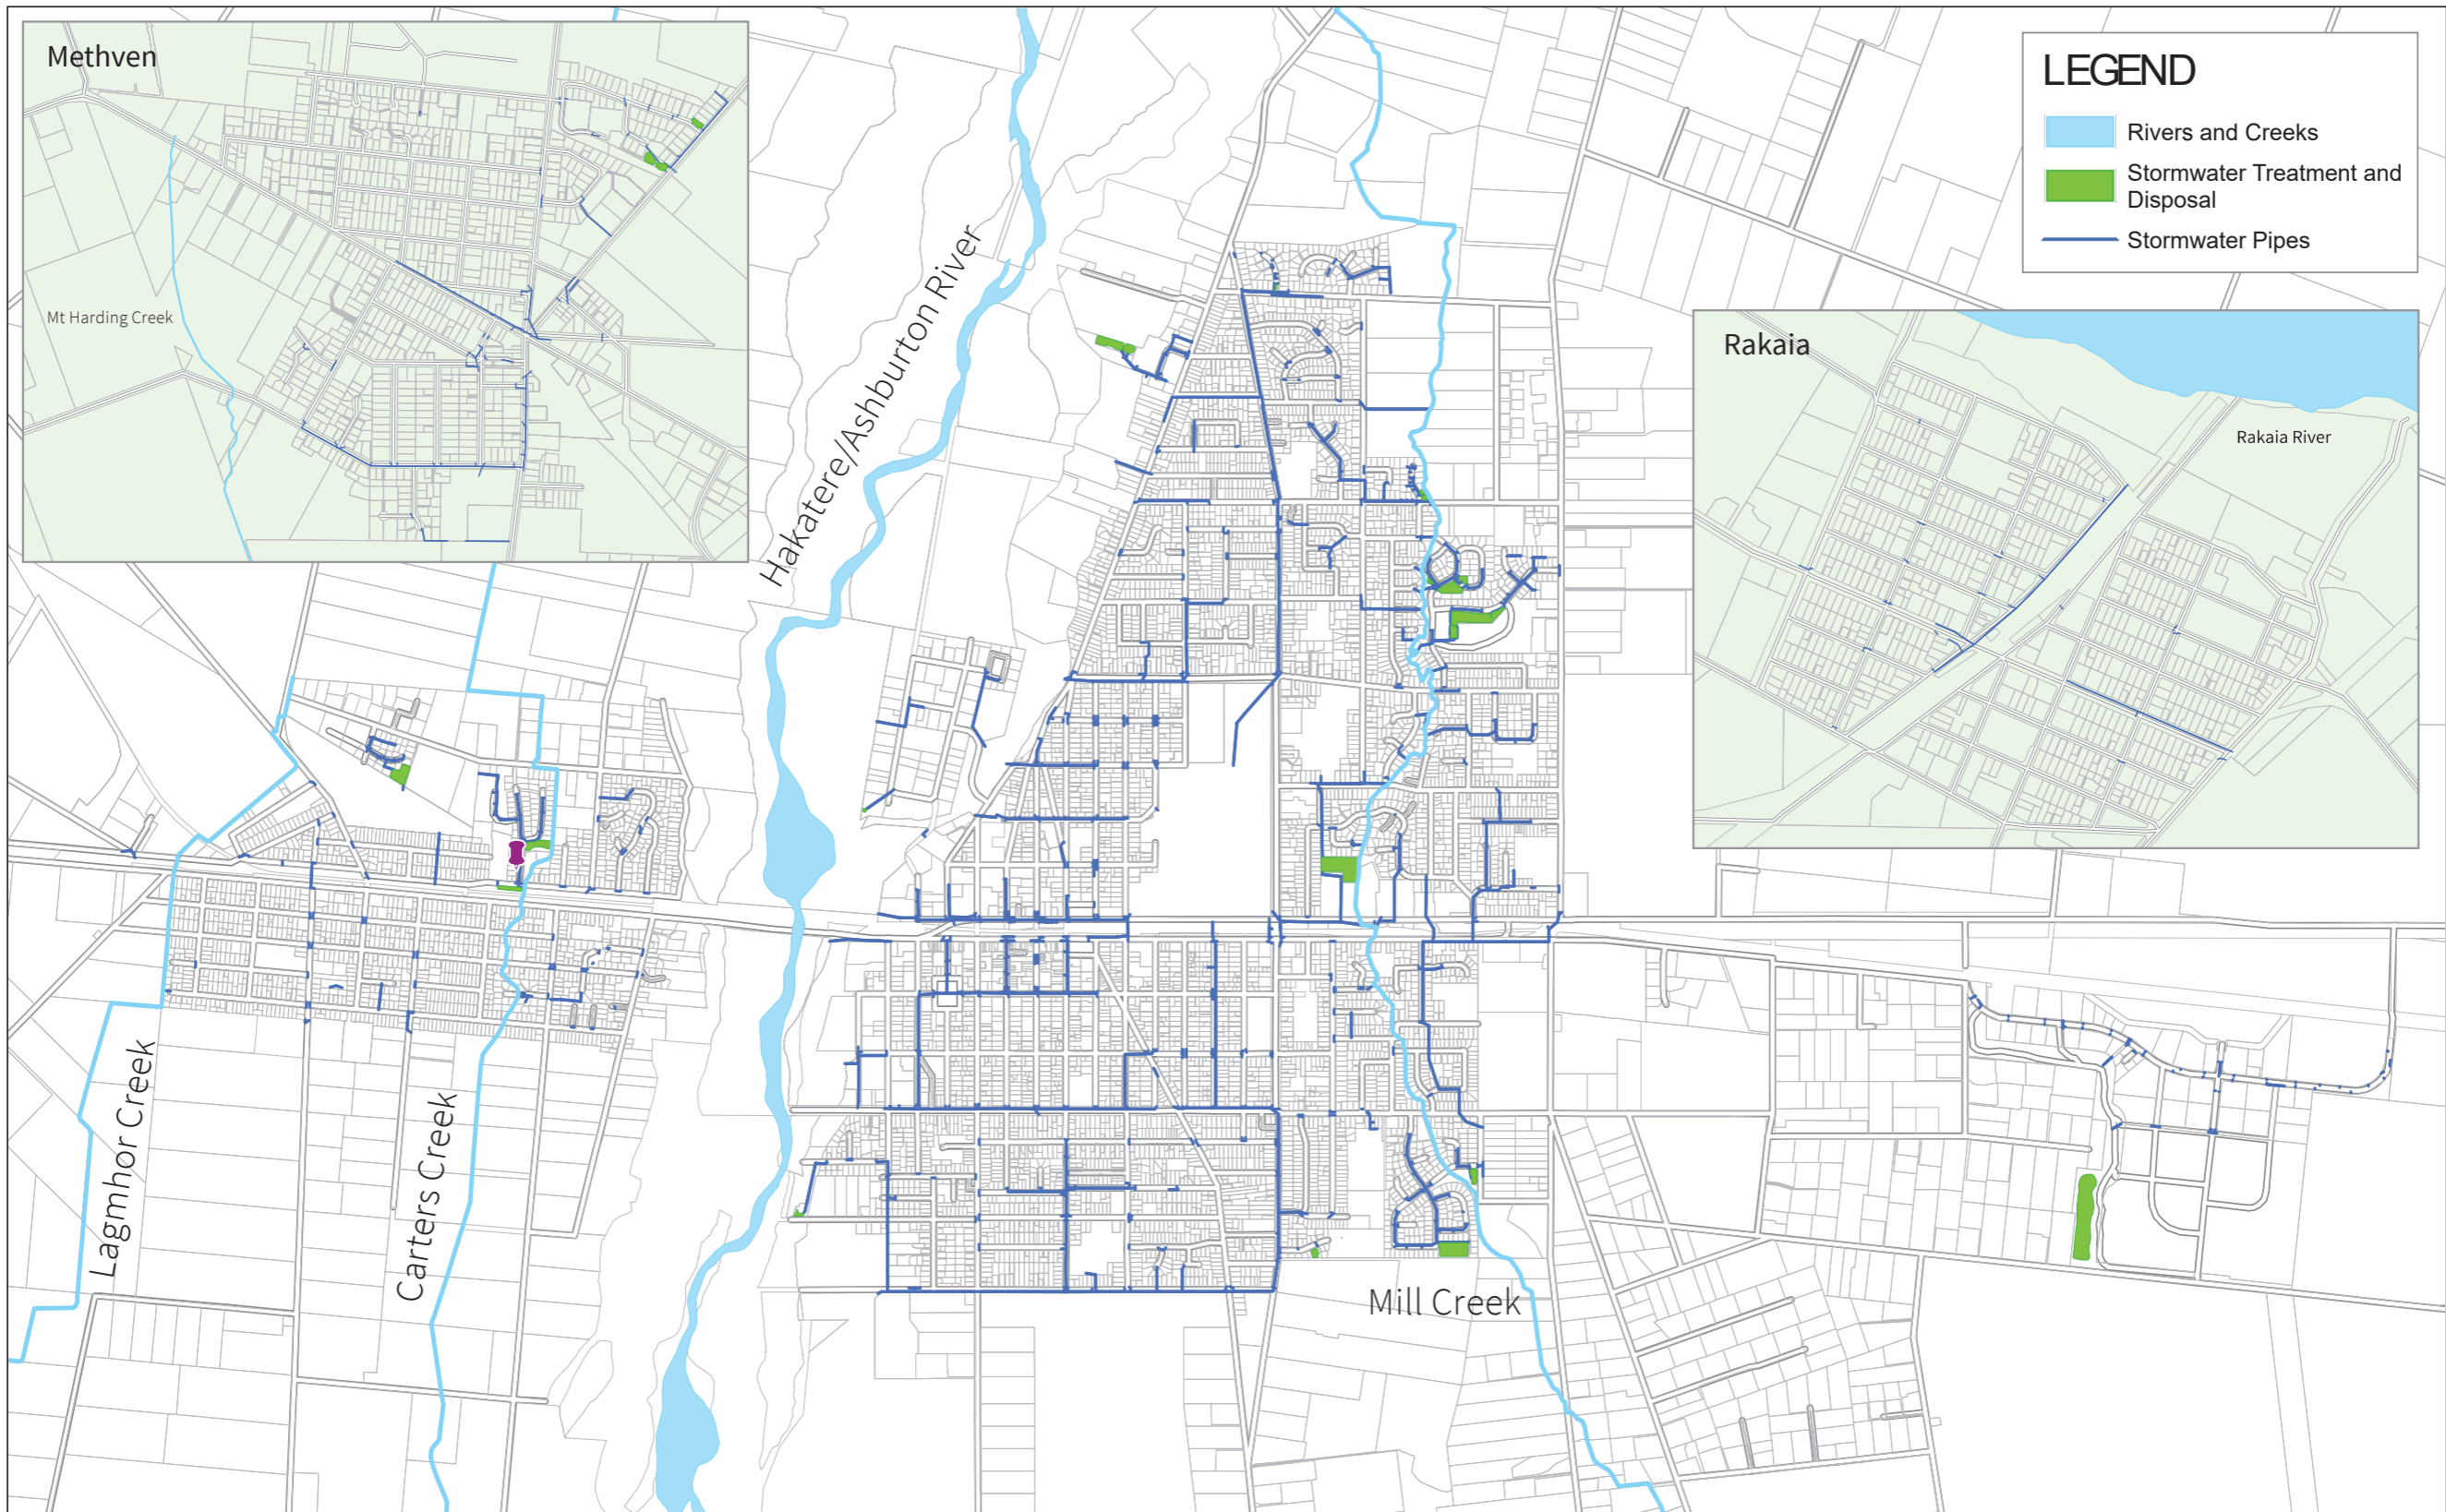 Methven
Mt Harding Creek
Hakatere/Ashburton River
LEGEND
Rivers and Creeks
Stormwater Treatment and
Disposal
Stormwater Pipes
Rakaia
Rakaia River
Lagmhor Creek
Carters Creek
Mill Creek